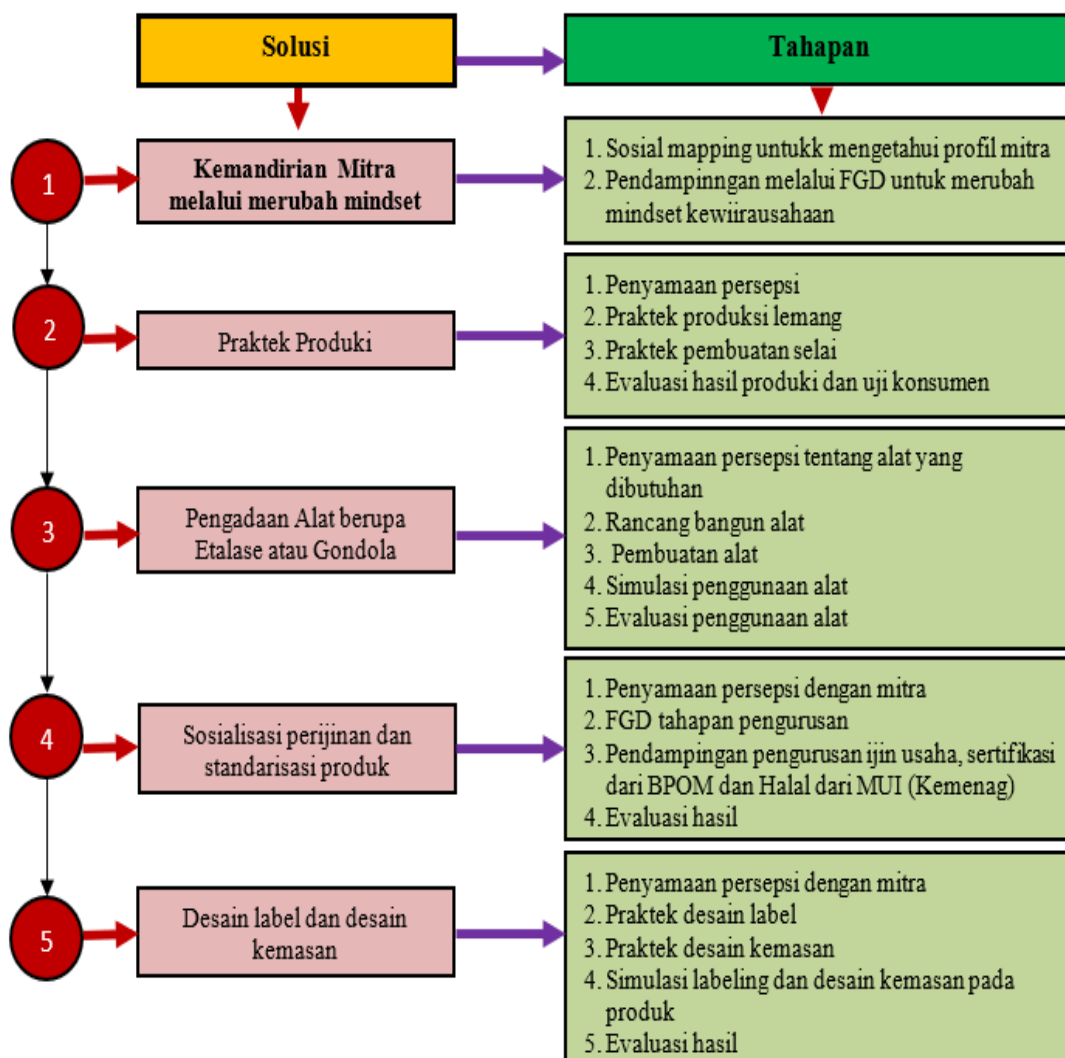 Solusi
Tahapan
1
Kemandirian Mitra
melalui merubah mindset
1. Sosial mapping untukk mengetahui profil mitra
2. Pendampinngan melalui FGD untuk merubah
mindset kewiirausahaan
2
Praktek Produki
1. Penyamaan persepsi
2. Praktek produksi lemang
3. Praktek pembuatan selai
4. Evaluasi hasil produki dan uji konsumen
3
Pengadaan Alat berupa
Etalase atau Gondola
1. Penyamaan persepsi tentang alat yang
dibutuhan
2. Rancang bangun alat
3. Pembuatan alat
4. Simulasi penggunaan alat
5. Evaluasi penggunaan alat
4
Sosialisasi perijinan dan
standarisasi produk
1. Penyamaan persepsi dengan mitra
2. FGD tahapan pengurusan
3. Pendampingan pengurusan ijin usaha, sertifikasi
dari BPOM dan Halal dari MUI (Kemenag)
4. Evaluasi hasil
5
Desain label dan desain
kemasan
1. Penyamaan persepsi dengan mitra
2. Praktek desain label
3. Praktek desain kemasan
4. Simulasi labeling dan desain kemasan pada
produk
5. Evaluasi hasil